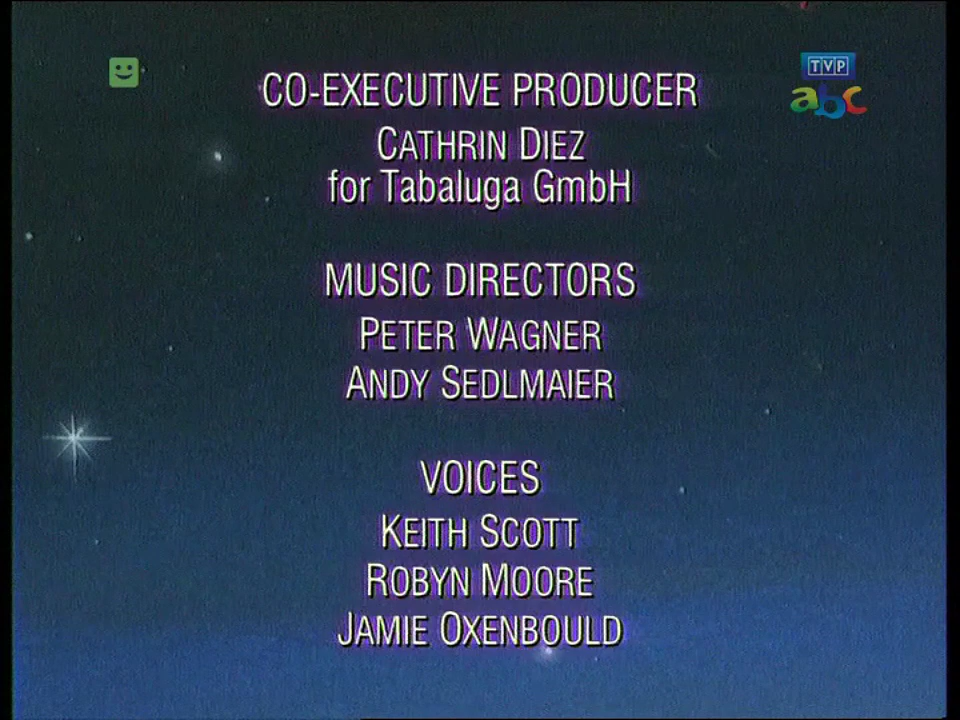 TVP
abc
CO-EXECUTIVE PRODUCER
CATHRIN DIEZ
for Tabaluga GmbH
MUSIC DIRECTORS
PETER WAGNER
ANDY SEDLMAIER
VOICES
KEITH SCOTT
ROBYN MOORE
JAMIE OXENBOULD